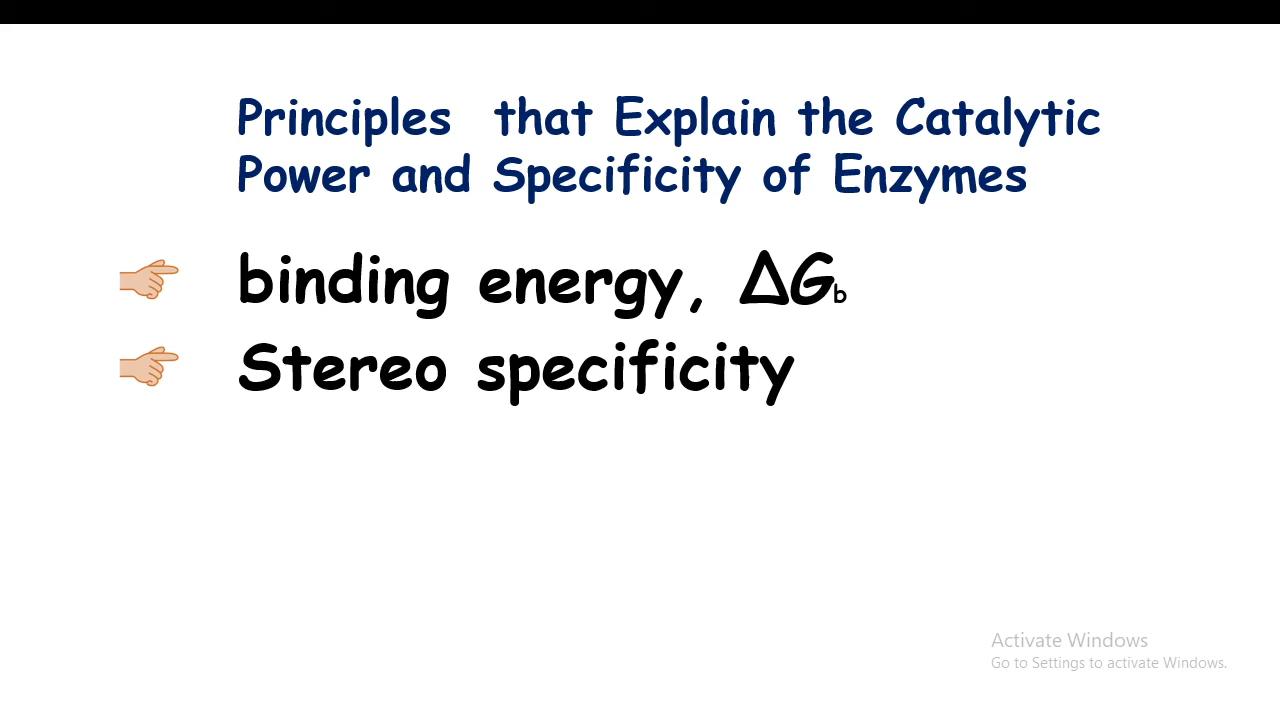 Principles that Explain the Catalytic
Power and Specificity of Enzymes
binding energy, ΔGb
Stereo specificity
Activate Windows
Go to Settings to activate Windows.